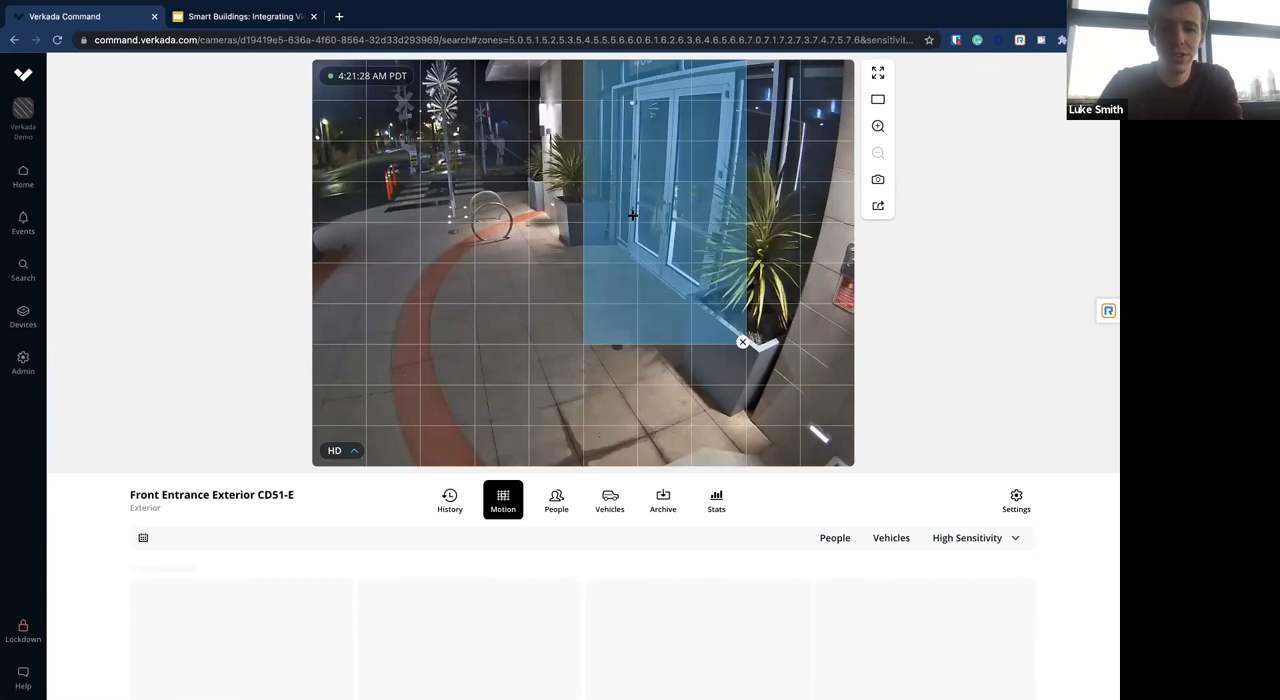 Verkada Command
Smart Buildings: Integrating Vi
command.verkada.com/cameras/d19419e5-636a-4f60-8564-32d33d293969/search#zones=5.0.5.1.5.2.5.3.5.4.5.5.5.6.6.0.6.1.6.2.6.3.6.4.6.5.6.6.7.0.7.1.7.2.7.3.7.4.7.5.7.6&sensitivit...
Luke Smith
4:21:28 AM PDT
Verkada
Demo
Home
Events
Search
Devices
Admin
Lockdown
Help
HD
Front Entrance Exterior CD51-E
Exterior
History
Motion
People
Vehicles
Archive
Stats
Settings
People
Vehicles
High Sensitivity